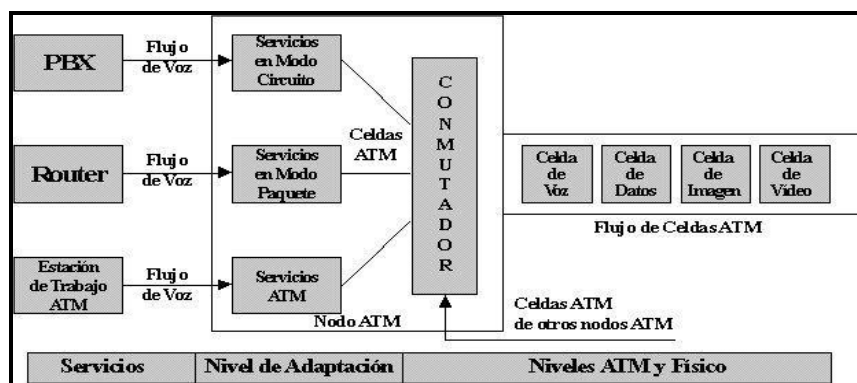 PBX
Flujo
de Voz
Servicios
en Modo
Circuito
Router
Flujo
de Voz
Servicios
en Modo
Paquete
Estación
de Trabajo
ATM
Flujo
de Voz
Servicios
ATM
Celdas
ATM
Nodo ATM
CONMUTADOR
Celda
de
Voz
Celda
de
Datos
Celda
de
Imagen
Celda
de
Vídeo
Flujo de Celdas ATM
Celdas ATM
de otros nodos ATM
Servicios
Nivel de Adaptación
Niveles ATM y Físico